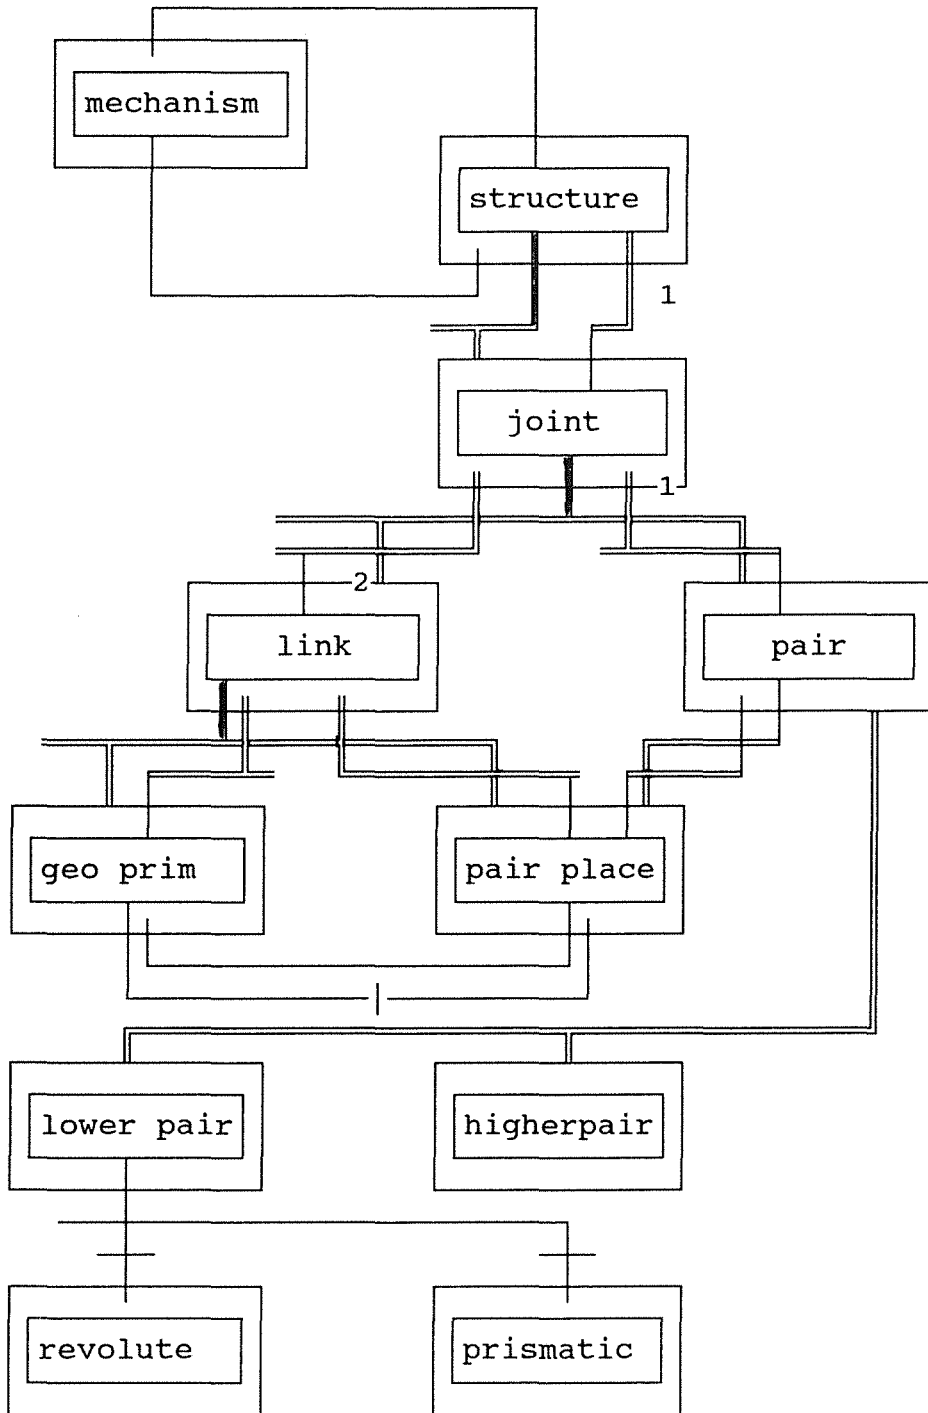 mechanism
structure
1
joint
1
2
link
pair
geo prim
pair place
lower pair
higherpair
revolute
prismatic